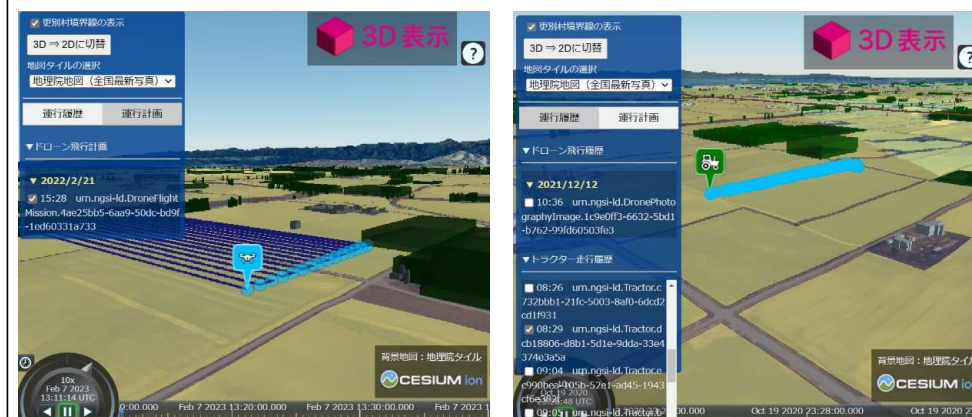 更別村境界線の表示
3D ⇒ 2Dに切替
地図タイルの選択
地理院地図（全国最新写真）
運行履歴 運行計画
▼ドローン飛行計画
▼ 2022/2/21
15:28 urn.ngsi-ld.DroneFlight
Mission.4ae25bb5-6aa9-50dc-bd9f
-1ed60331a733
3D表示
?
背景地図：地理院タイル
CESIUM ion
10x
Feb 7 2023
13:11:14 UTC
0:00.000 Feb 7 2023 13:20:00.000 Feb 7 2023 13:30:00.000 Feb 7 2023 1
更別村境界線の表示
3D ⇒ 2Dに切替
地図タイルの選択
地理院地図（全国最新写真）
運行履歴 運行計画
▼ドローン飛行履歴
▼ 2021/12/12
10:36 urn.ngsi-ld.DronePhoto
graphyImage.1c9e0ff3-6632-5bd1
-b762-99fd60503fe3
▼トラクター走行履歴
08:26 urn.ngsi-ld.Tractor.c
732bbb1-21fc-5003-8af0-6dcd2
cd1f931
08:29 urn.ngsi-ld.Tractor.d
cb18806-d8b1-5d1e-9dda-33e4
374e3a5a
09:04 urn.ngsi-ld.Tractor.e
3D表示
?
背景地図：地理院タイル
CESIUM ion
Oct 19 2020 23:28:00.000 Oct 19 2020